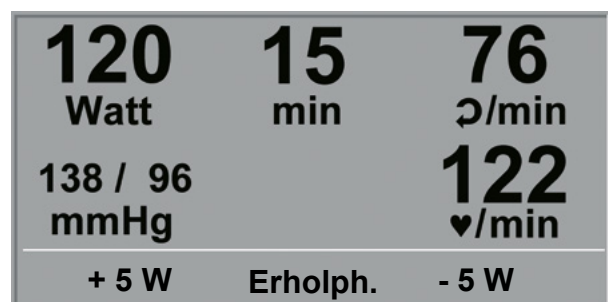 120 15 76
Watt min ⊃/min
138 / 96 122
mmHg ♥/min
+ 5 W Erholph. - 5 W